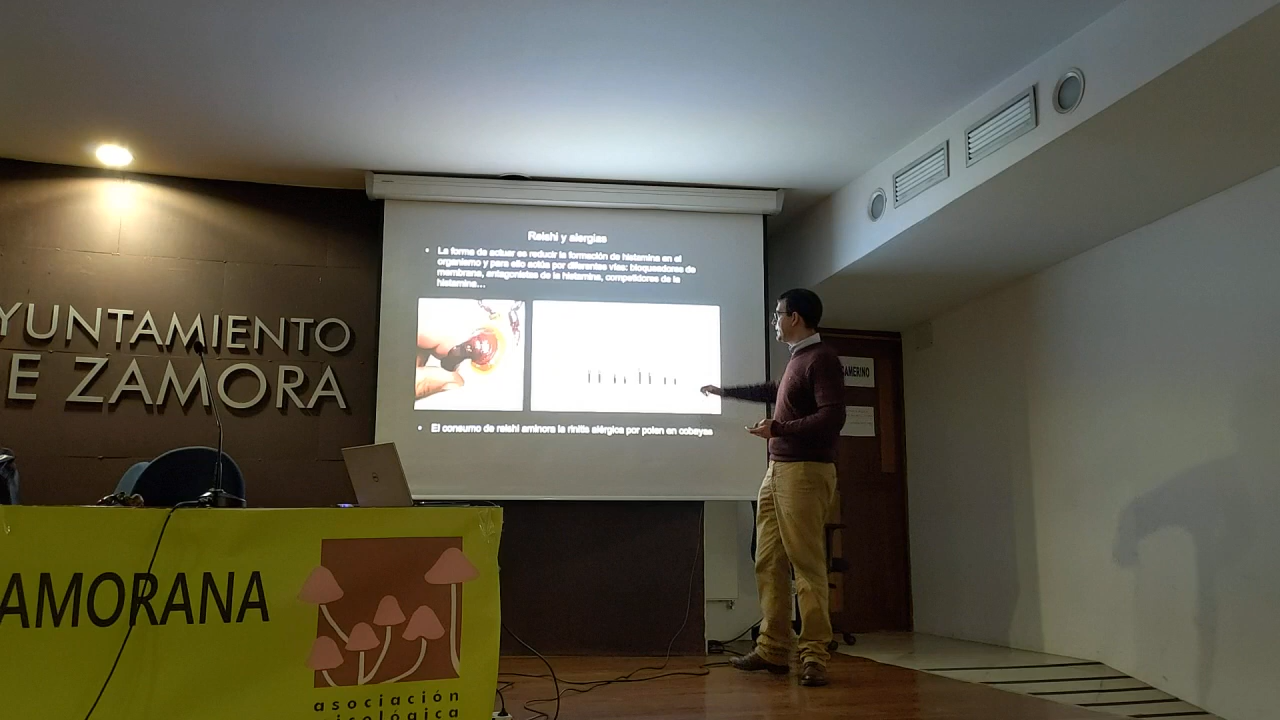 YUNTAMIENTO
E ZAMORA
Reishi y alergias
• La forma de actuar es reducir la formación de histamina en el
organismo y para ello actúa por diferentes vías: bloqueadores de
membrana, antagonistas de la histamina, competidores de la
histamina...
• El consumo de reishi aminora la rinitis alérgica por polen en cobayas
AMERINO
AMORANA
asociación
micológica